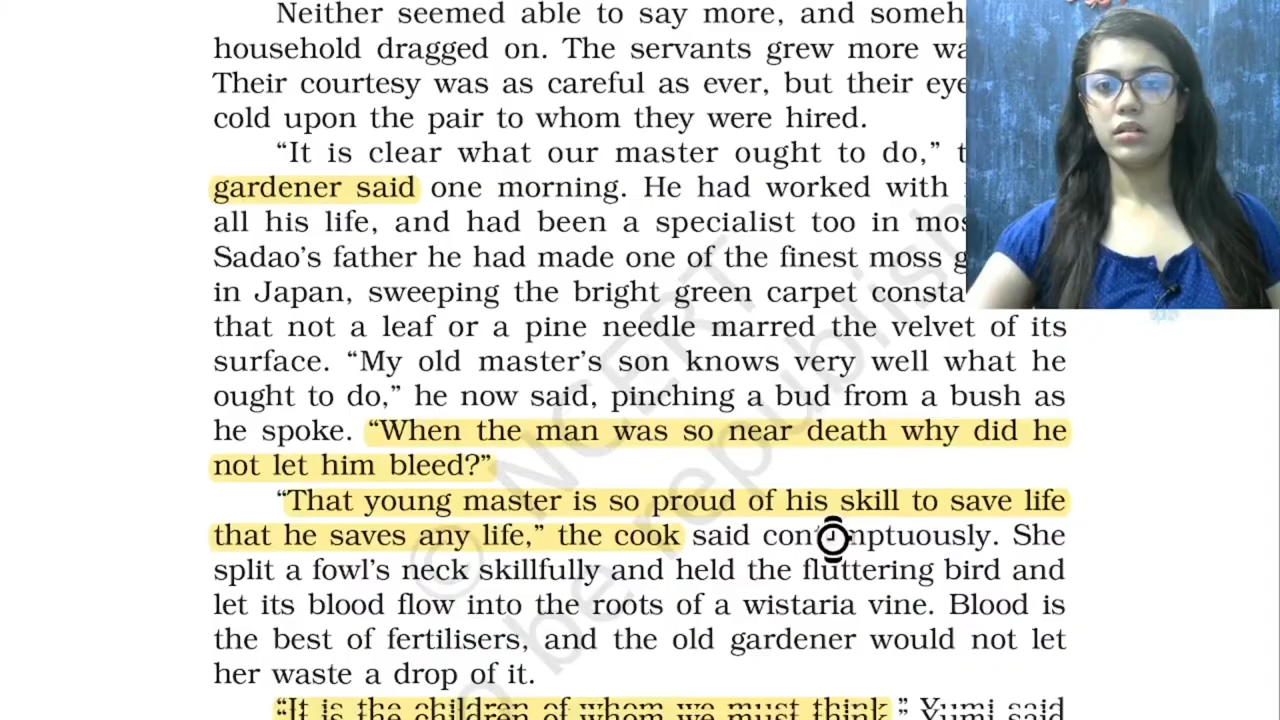 Neither seemed able to say more, and
household dragged on. The servants grew more
Their courtesy was as careful as ever, but their
cold upon the pair to whom they were hired.
“It is clear what our master ought to do,”
gardener said one morning. He had worked with
all his life, and had been a specialist too in
Sadao’s father he had made one of the finest moss
in Japan, sweeping the bright green carpet
that not a leaf or a pine needle marred the velvet of its
surface. “My old master’s son knows very well what he
ought to do,” he now said, pinching a bud from a bush as
he spoke. “When the man was so near death why did he
not let him bleed?”
“That young master is so proud of his skill to save life
that he saves any life,” the cook said contemptuously. She
split a fowl’s neck skillfully and held the fluttering bird and
let its blood flow into the roots of a wistaria vine. Blood is
the best of fertilisers, and the old gardener would not let
her waste a drop of it.
“It is the children of whom we must think,” Yumi said
© NCERT
be republish